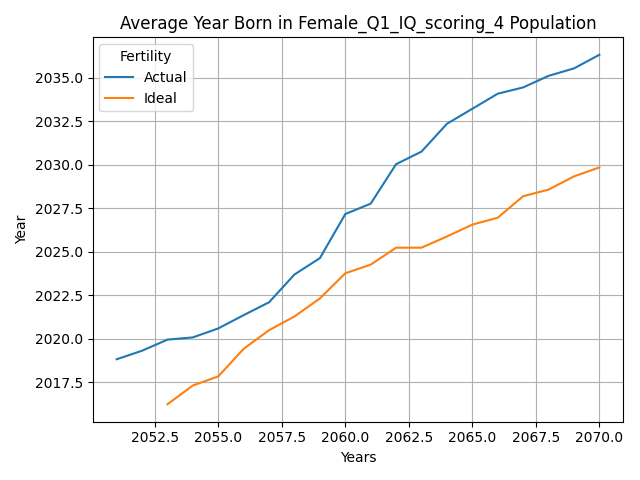 Average Year Born in Female_Q1_IQ_scoring_4 Population
Fertility
Actual
Ideal
2035.0
2032.5
2030.0
2027.5
2025.0
2022.5
2020.0
2017.5
Year
2052.5 2055.0 2057.5 2060.0 2062.5 2065.0 2067.5 2070.0
Years